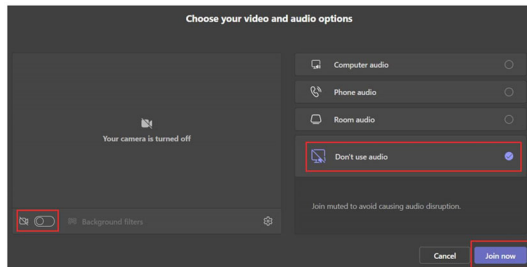 Choose your video and audio options
Computer audio
Phone audio
Room audio
Your camera is turned off
Don't use audio
Join muted to avoid causing audio disruption.
Background filters
Cancel
Join now